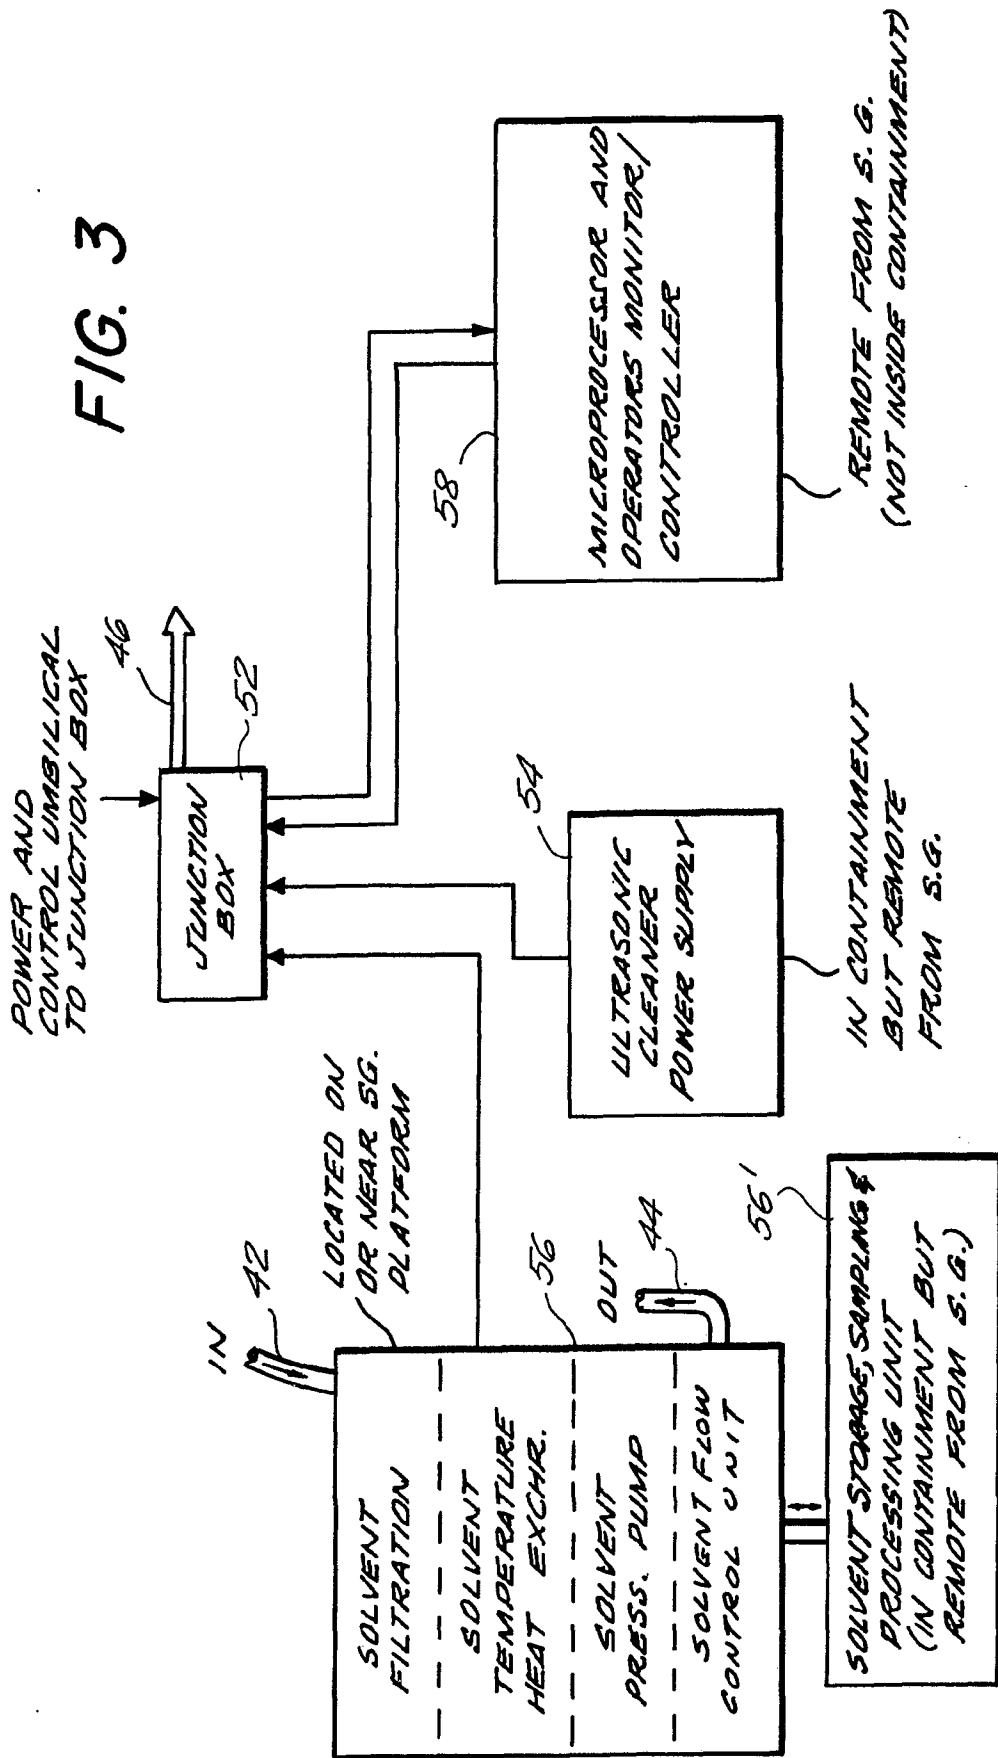 FIG. 3
POWER AND
CONTROL UMBILICAL
TO JUNCTION BOX
46
JUNCTION
BOX
52
IN
42
LOCATED ON
OR NEAR SG.
PLATFORM
SOLVENT
FILTRATION
SOLVENT
TEMPERATURE
HEAT EXCHR.
SOLVENT
PRESS. PUMP
SOLVENT FLOW
CONTROL UNIT
56
OUT
44
SOLVENT STORAGE, SAMPLING &
PROCESSING UNIT
(IN CONTAINMENT BUT
REMOTE FROM S.G.)
56'
ULTRASONIC
CLEANER
POWER SUPPLY
54
IN CONTAINMENT
BUT REMOTE
FROM S.G.
58
MICROPROCESSOR AND
OPERATORS MONITOR/
CONTROLLER
REMOTE FROM S.G.
(NOT INSIDE CONTAINMENT)